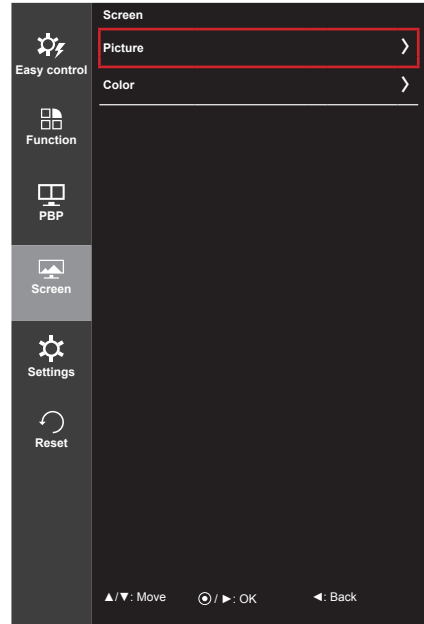 Screen
Picture
Color
Easy control
Function
PBP
Screen
Settings
Reset
▲/▼: Move
⦿ / ►: OK
◄: Back